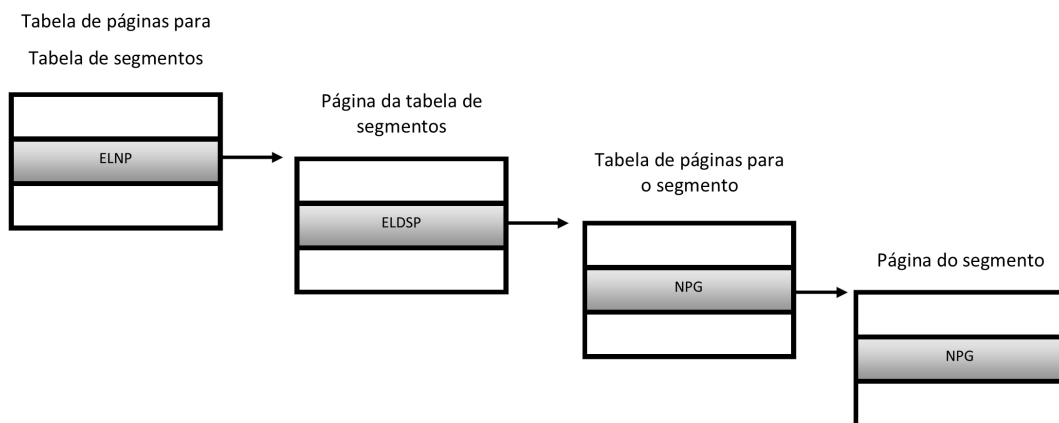 Tabela de páginas para
Tabela de segmentos
ELNP
Página da tabela de
segmentos
ELDSP
Tabela de páginas para
o segmento
NPG
Página do segmento
NPG